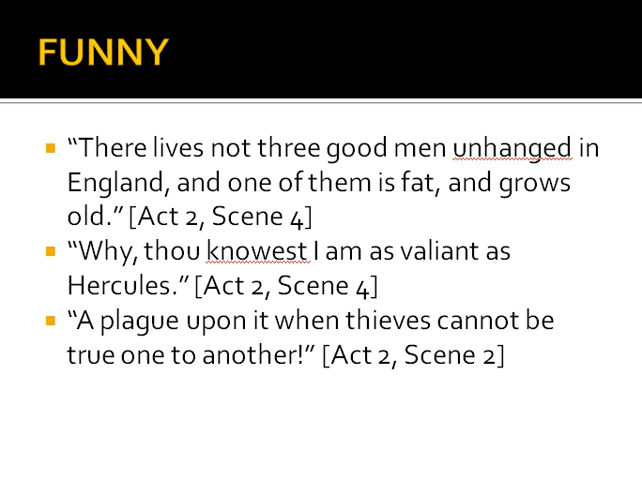 FUNNY
“There lives not three good men unhanged in
England, and one of them is fat, and grows
old.” [Act 2, Scene 4]
“Why, thou knowest I am as valiant as
Hercules.” [Act 2, Scene 4]
“A plague upon it when thieves cannot be
true one to another!” [Act 2, Scene 2]